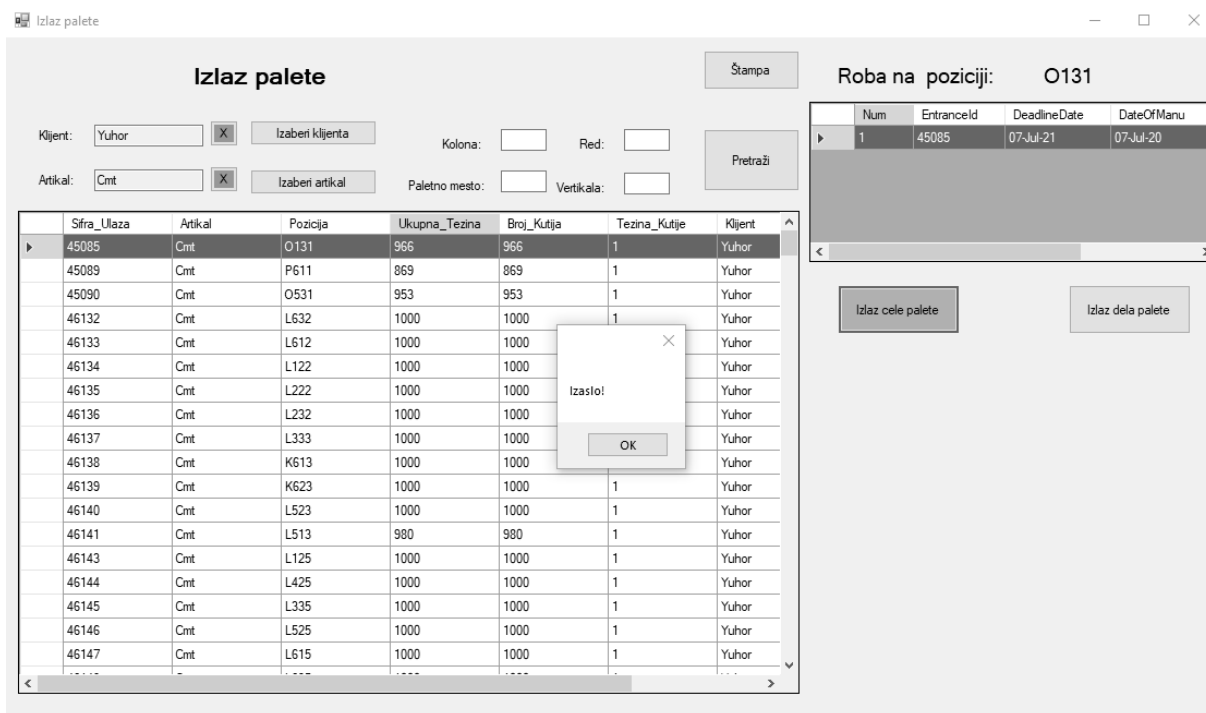 Izlaz palete
Izlaz palete
Štampa
Roba na poziciji: O131
Klijent: Yuhor X Izaberi klijenta
Kolona: Red:
Pretraži
Artikal: Cmt X Izaberi artikal
Paletno mesto: Vertikala:
Num EntranceId DeadlineDate DateOfManu
1 45085 07-Jul-21 07-Jul-20
Sifra_Ulaza Artikal Pozicija Ukupna_Tezina Broj_Kutija Tezina_Kutije Klijent
45085 Cmt O131 966 966 1 Yuhor
45089 Cmt P611 869 869 1 Yuhor
45090 Cmt O531 953 953 1 Yuhor
46132 Cmt L632 1000 1000 1 Yuhor
46133 Cmt L612 1000 1000 Yuhor
46134 Cmt L122 1000 1000 Yuhor
46135 Cmt L222 1000 1000 Yuhor
46136 Cmt L232 1000 1000 Yuhor
46137 Cmt L333 1000 1000 Yuhor
46138 Cmt K613 1000 1000 Yuhor
46139 Cmt K623 1000 1000 1 Yuhor
46140 Cmt L523 1000 1000 1 Yuhor
46141 Cmt L513 980 980 1 Yuhor
46143 Cmt L125 1000 1000 1 Yuhor
46144 Cmt L425 1000 1000 1 Yuhor
46145 Cmt L335 1000 1000 1 Yuhor
46146 Cmt L525 1000 1000 1 Yuhor
46147 Cmt L615 1000 1000 1 Yuhor
Izaslo!
OK
Izlaz cele palete
Izlaz dela palete